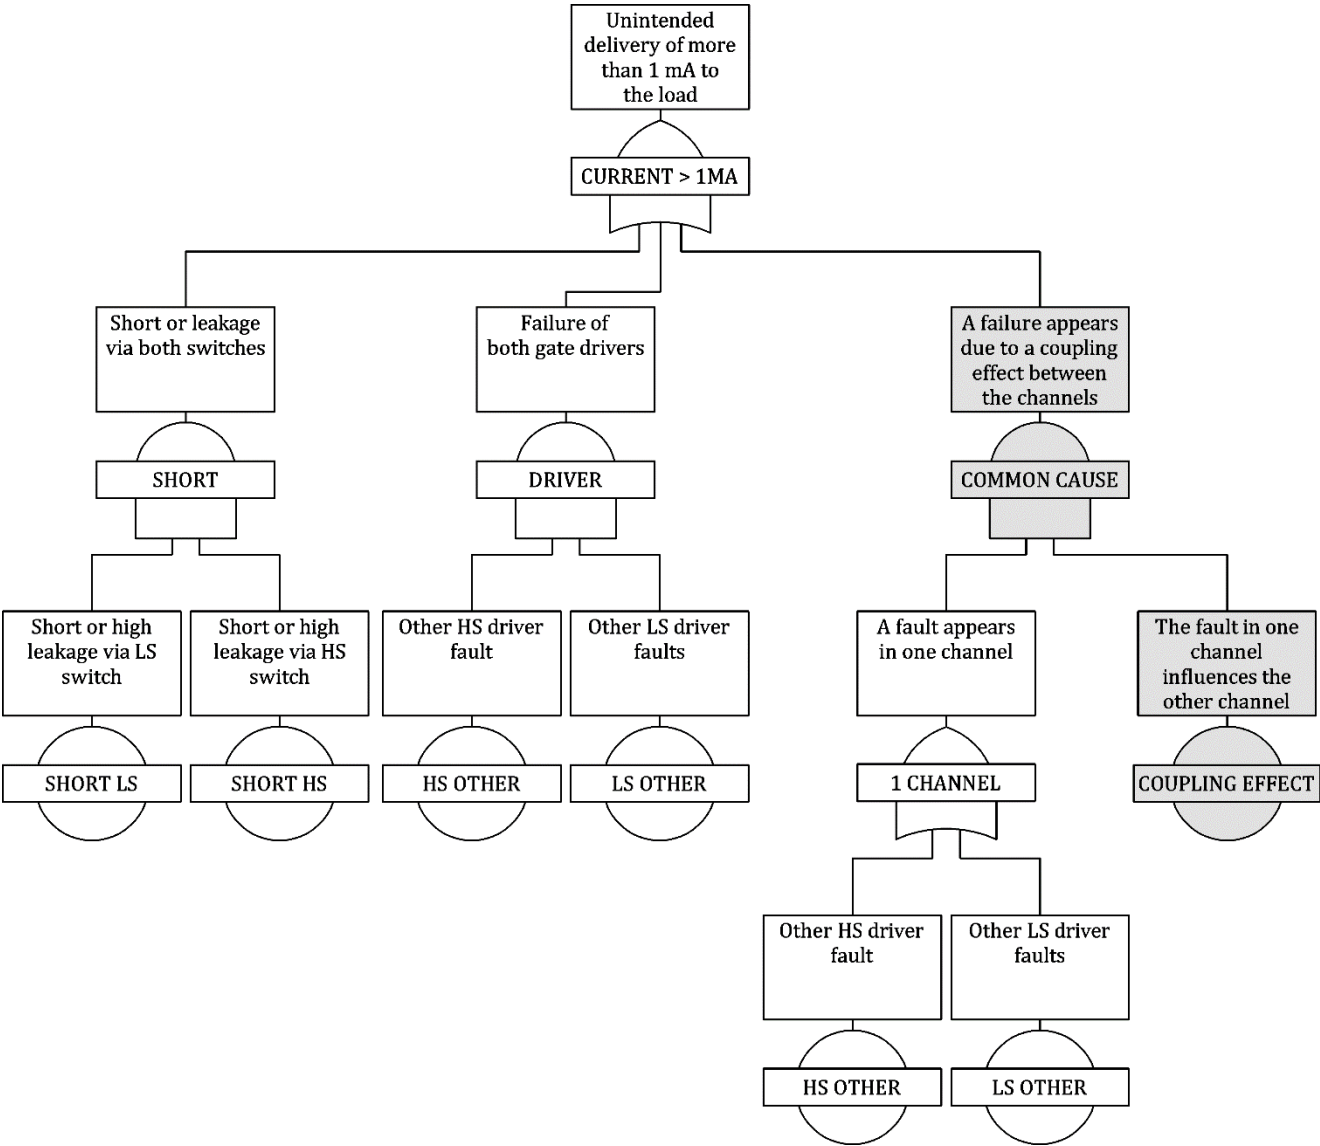 Unintended
delivery of more
than 1 mA to
the load
CURRENT > 1MA
Short or leakage
via both switches
SHORT
Failure of
both gate drivers
DRIVER
A failure appears
due to a coupling
effect between
the channels
COMMON CAUSE
Short or high
leakage via LS
switch
SHORT LS
Short or high
leakage via HS
switch
SHORT HS
Other HS driver
fault
HS OTHER
Other LS driver
faults
LS OTHER
A fault appears
in one channel
1 CHANNEL
The fault in one
channel
influences the
other channel
COUPLING EFFECT
Other HS driver
fault
HS OTHER
Other LS driver
faults
LS OTHER